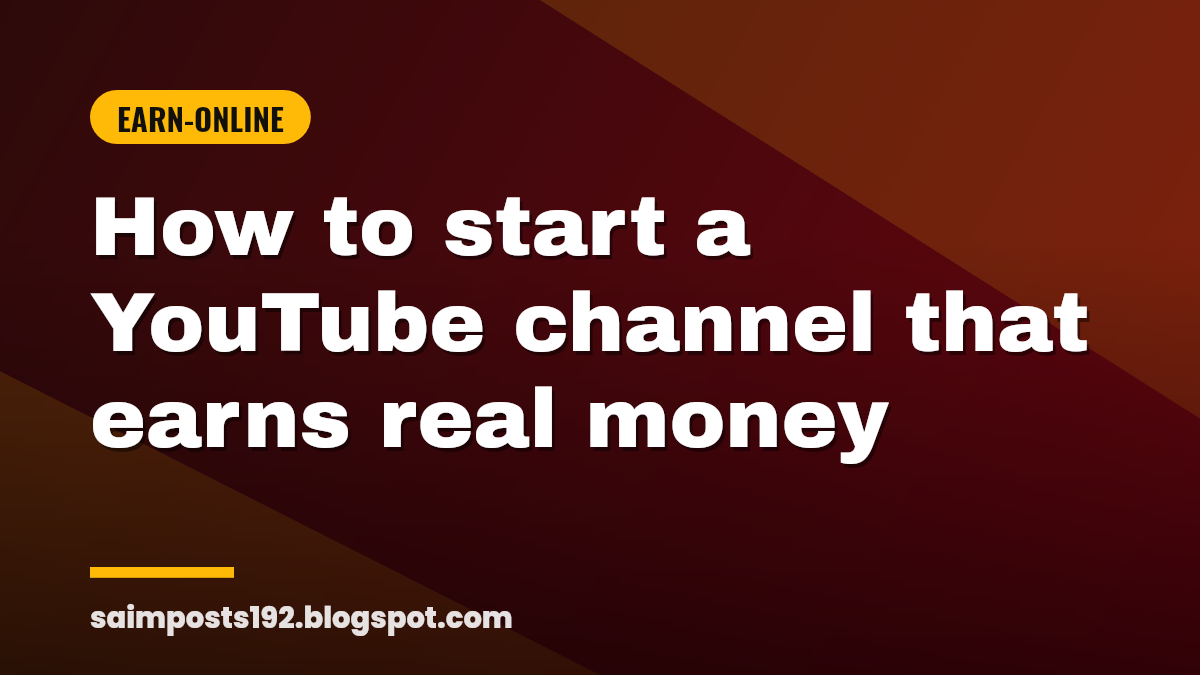 EARN-ONLINE
How to start a
YouTube channel that
earns real money
saimposts192.blogspot.com